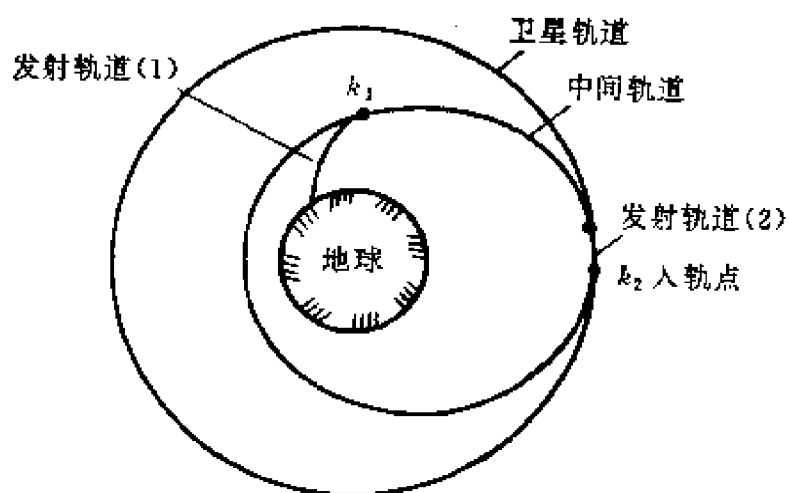 卫星轨道
发射轨道(1)
k₁
中间轨道
发射轨道(2)
地球
k₂ 入轨点